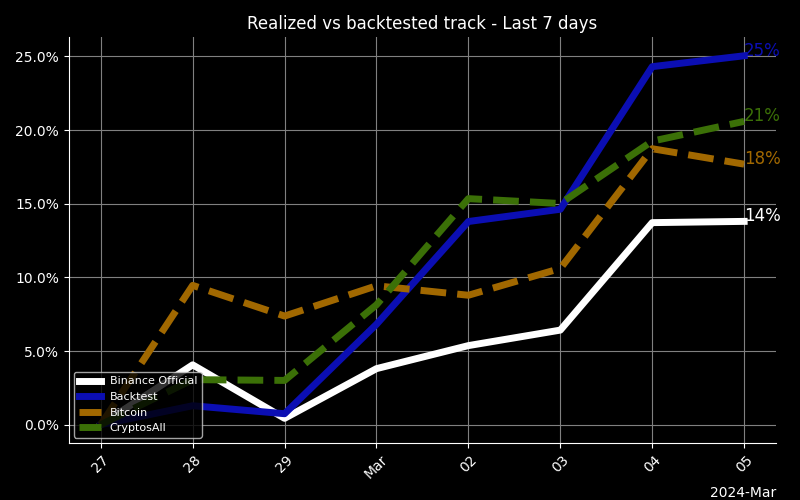 Realized vs backtested track - Last 7 days
25.0%
20.0%
15.0%
10.0%
5.0%
0.0%
25%
21%
18%
14%
Binance Official
Backtest
Bitcoin
CryptosAll
27
28
29
Mar
02
03
04
05
2024-Mar